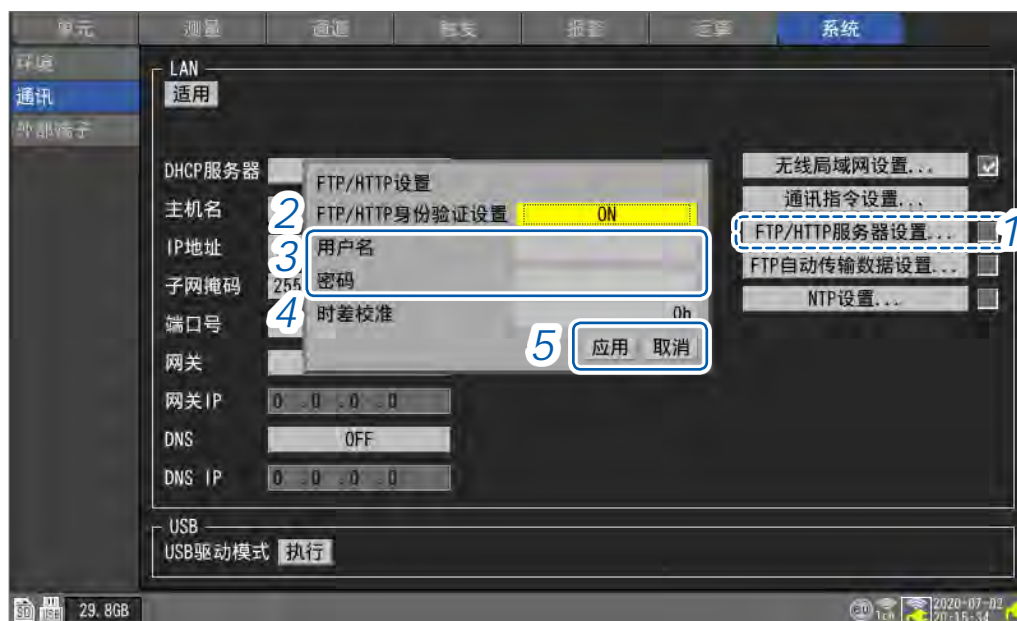 单元 测量 通道 触发 报警 运算 系统
环境
通讯
外部端子
LAN
适用
DHCP服务器
主机名
IP地址
子网掩码 255
端口号
网关
网关IP 0 .0 .0 .0
DNS OFF
DNS IP 0 .0 .0 .0
FTP/HTTP设置
2 FTP/HTTP身份验证设置 ON
3 用户名
密码
4 时差校准 0h
5 应用 取消
无线局域网设置...
通讯指令设置...
FTP/HTTP服务器设置... 1
FTP自动传输数据设置...
NTP设置...
USB
USB驱动模式 执行
SD USB 29.8GB
1ch 2020-07-02
20:15:34